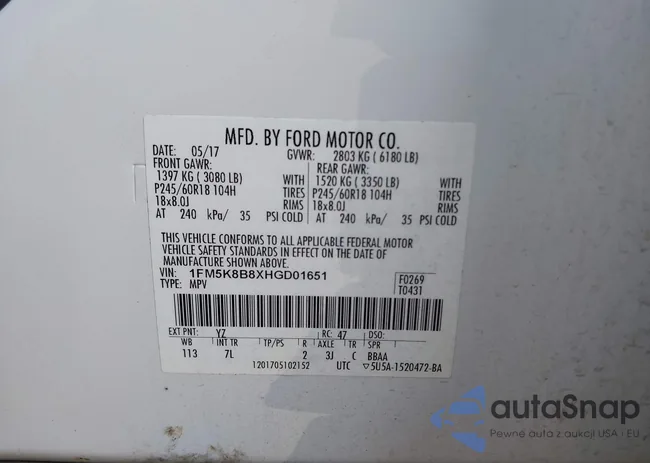 MFD. BY FORD MOTOR CO.
DATE: 05/17 GVWR: 2803 KG ( 6180 LB)
FRONT GAWR: REAR GAWR:
1397 KG ( 3080 LB) WITH 1520 KG ( 3350 LB) WITH
P245/60R18 104H TIRES P245/60R18 104H TIRES
18x8.0J RIMS 18x8.0J RIMS
AT 240 kPa/ 35 PSI COLD AT 240 kPa/ 35 PSI COLD
THIS VEHICLE CONFORMS TO ALL APPLICABLE FEDERAL MOTOR
VEHICLE SAFETY STANDARDS IN EFFECT ON THE DATE OF
MANUFACTURE SHOWN ABOVE.
VIN: 1FM5K8B8XHGD01651 F0269
TYPE: MPV T0431
EXT PNT: YZ RC: 47 DSO:
WB INT TR TP/PS R AXLE TR SPR
113 7L 2 3J C BBAA
1201705102152 UTC ▽5U5A-1520472-BA
autaSnap
Pewne auta z aukcji USA · EU